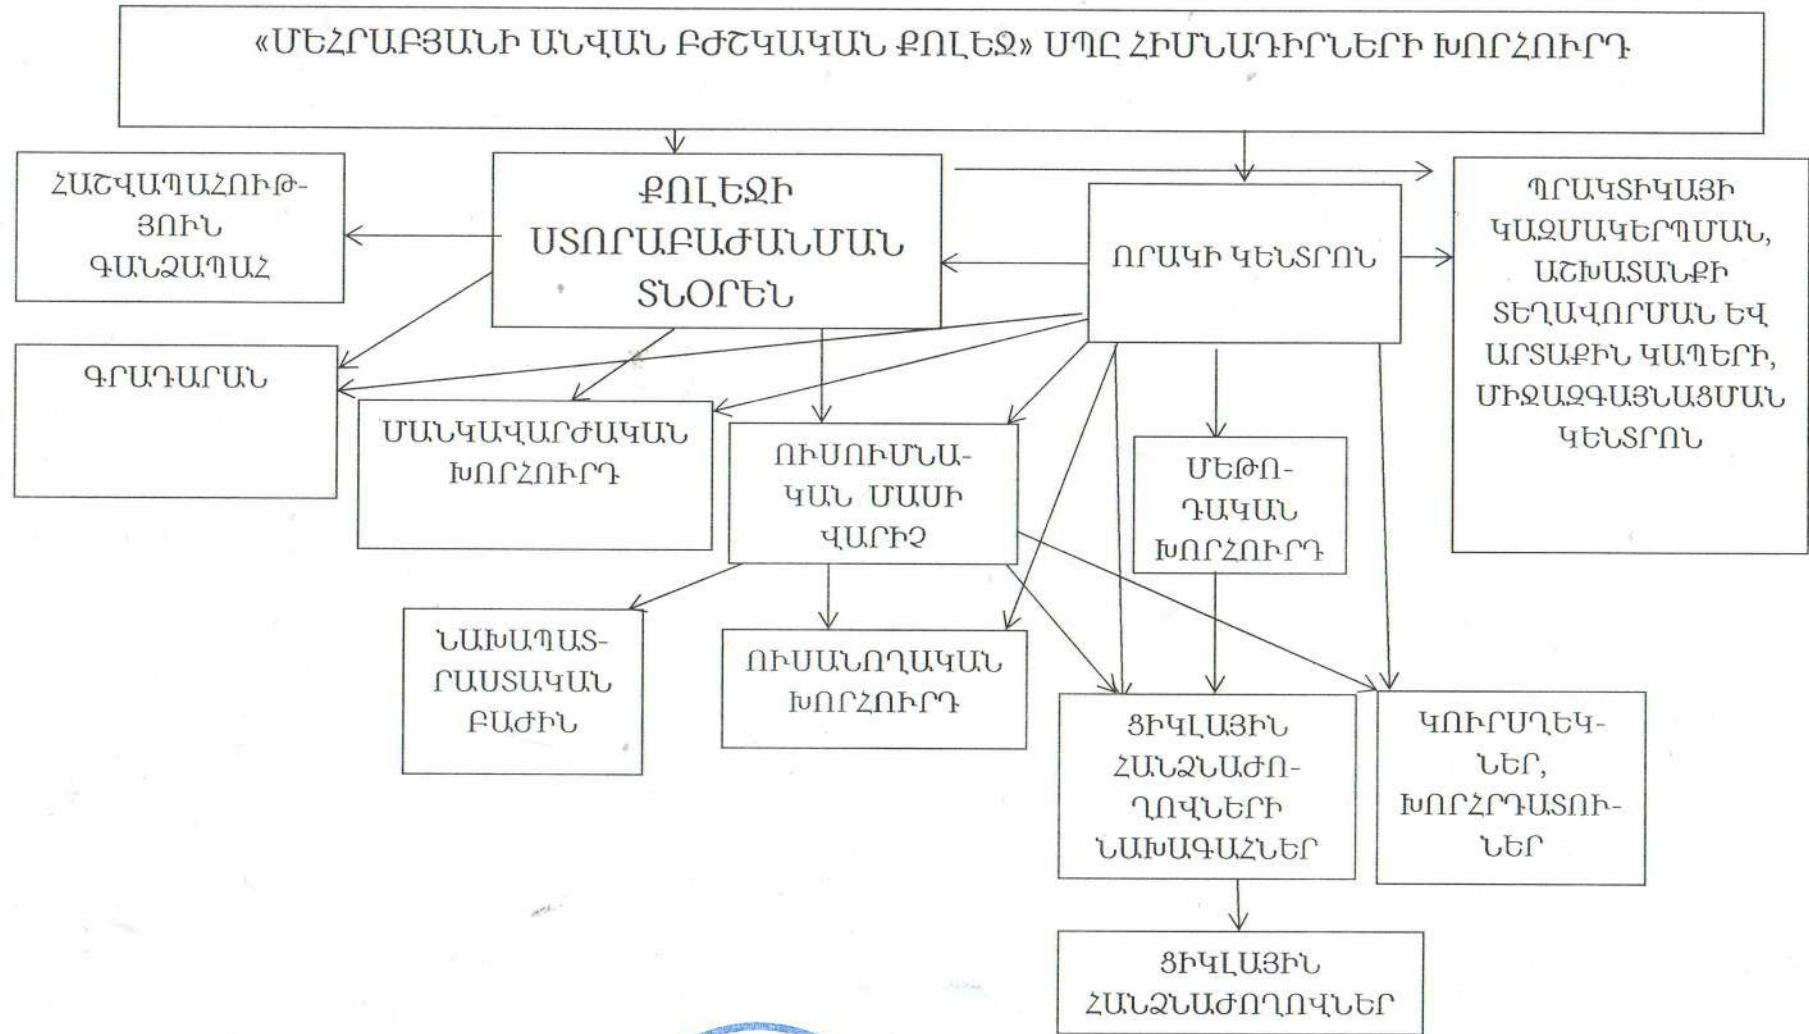 «ՄԵՀՐԱԲՅԱՆԻ ԱՆՎԱՆ ԲԺՇԿԱԿԱՆ ՔՈԼԵՋ» ՍՊԸ ՀԻՄՆԱԴԻՐՆԵՐԻ ԽՈՐՀՈՒՐԴ
ՀԱՇՎԱՊԱՀՈՒԹ-
ՅՈՒՆ
ԳԱՆՁԱՊԱՀ
ՔՈԼԵՋԻ
ՍՏՈՐԱԲԱԺԱՆՄԱՆ
ՏՆՕՐԵՆ
ՈՐԱԿԻ ԿԵՆՏՐՈՆ
ՊՐԱԿՏԻԿԱՅԻ
ԿԱԶՄԱԿԵՐՊՄԱՆ,
ԱՇԽԱՏԱՆՔԻ
ՏԵՂԱՎՈՐՄԱՆ ԵՎ
ԱՐՏԱՔԻՆ ԿԱՊԵՐԻ,
ՄԻՋԱԶԳԱՅՆԱՑՄԱՆ
ԿԵՆՏՐՈՆ
ԳՐԱԴԱՐԱՆ
ՄԱՆԿԱՎԱՐԺԱԿԱՆ
ԽՈՐՀՈՒՐԴ
ՈՒՍՈՒՄՆԱ-
ԿԱՆ ՄԱՍԻ
ՎԱՐԻՉ
ՄԵԹՈ-
ԴԱԿԱՆ
ԽՈՐՀՈՒՐԴ
ՆԱԽԱՊԱՏ-
ՐԱՍՏԱԿԱՆ
ԲԱԺԻՆ
ՈՒՍԱՆՈՂԱԿԱՆ
ԽՈՐՀՈՒՐԴ
ՑԻԿԼԱՅԻՆ
ՀԱՆՁՆԱԺՈ-
ՂՈՎՆԵՐԻ
ՆԱԽԱԳԱՀՆԵՐ
ԿՈՒՐՍՂԵԿ-
ՆԵՐ,
ԽՈՐՀՐԴԱՏՈՒ-
ՆԵՐ
ՑԻԿԼԱՅԻՆ
ՀԱՆՁՆԱԺՈՂՈՎՆԵՐ